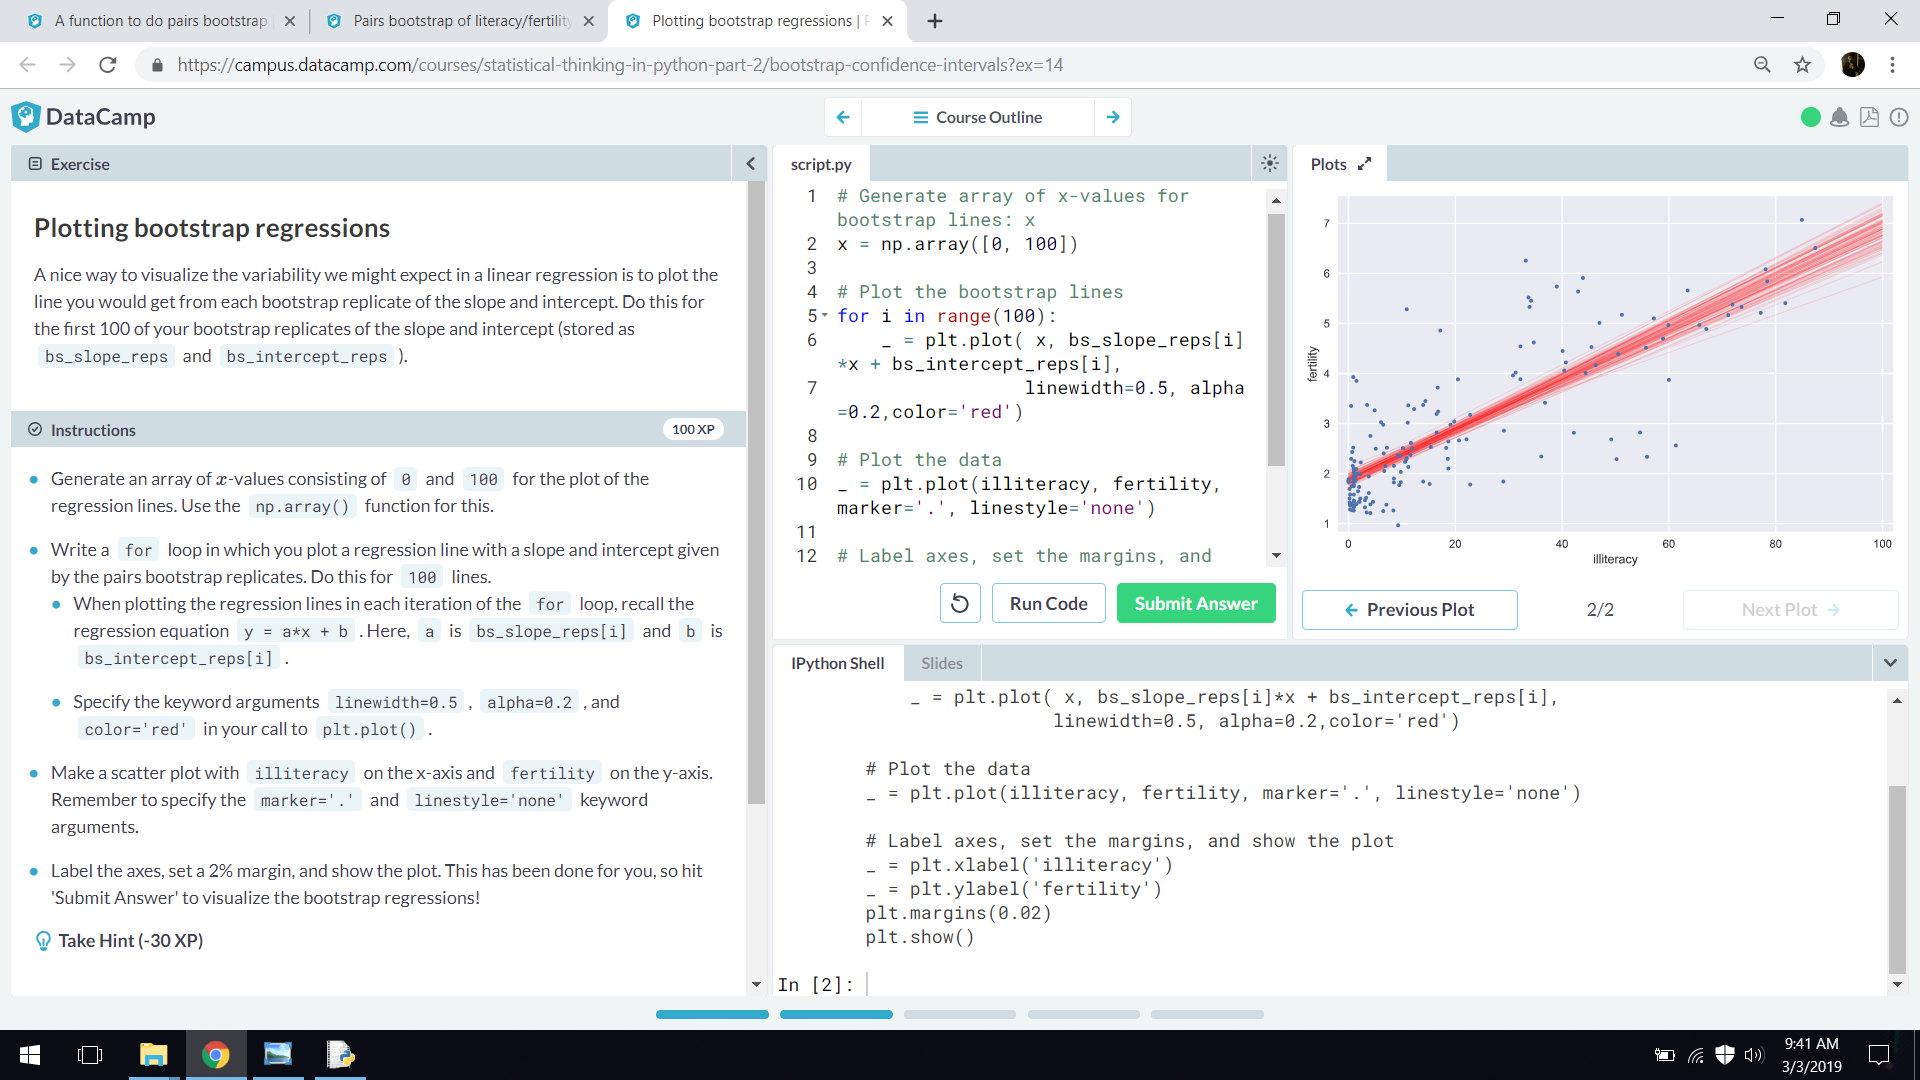 A function to do pairs bootstrap
Pairs bootstrap of literacy/fertility
Plotting bootstrap regressions | P
https://campus.datacamp.com/courses/statistical-thinking-in-python-part-2/bootstrap-confidence-intervals?ex=14
DataCamp
Course Outline
Exercise
Plotting bootstrap regressions
A nice way to visualize the variability we might expect in a linear regression is to plot the
line you would get from each bootstrap replicate of the slope and intercept. Do this for
the first 100 of your bootstrap replicates of the slope and intercept (stored as
bs_slope_reps and bs_intercept_reps ).
Instructions
100 XP
Generate an array of x-values consisting of 0 and 100 for the plot of the
regression lines. Use the np.array() function for this.
Write a for loop in which you plot a regression line with a slope and intercept given
by the pairs bootstrap replicates. Do this for 100 lines.
When plotting the regression lines in each iteration of the for loop, recall the
regression equation y = a*x + b . Here, a is bs_slope_reps[i] and b is
bs_intercept_reps[i] .
Specify the keyword arguments linewidth=0.5 , alpha=0.2 , and
color='red' in your call to plt.plot() .
Make a scatter plot with illiteracy on the x-axis and fertility on the y-axis.
Remember to specify the marker='.' and linestyle='none' keyword
arguments.
Label the axes, set a 2% margin, and show the plot. This has been done for you, so hit
'Submit Answer' to visualize the bootstrap regressions!
Take Hint (-30 XP)
script.py
1 # Generate array of x-values for
bootstrap lines: x
2 x = np.array([0, 100])
3
4 # Plot the bootstrap lines
5 for i in range(100):
6 _ = plt.plot( x, bs_slope_reps[i]
*x + bs_intercept_reps[i],
7 linewidth=0.5, alpha
=0.2,color='red')
8
9 # Plot the data
10 _ = plt.plot(illiteracy, fertility,
marker='.', linestyle='none')
11
12 # Label axes, set the margins, and
Run Code
Submit Answer
Plots
7
6
5
4
3
2
1
fertility
0 20 40 60 80 100
illiteracy
Previous Plot
2/2
Next Plot
IPython Shell
Slides
_ = plt.plot( x, bs_slope_reps[i]*x + bs_intercept_reps[i],
linewidth=0.5, alpha=0.2,color='red')
# Plot the data
_ = plt.plot(illiteracy, fertility, marker='.', linestyle='none')
# Label axes, set the margins, and show the plot
_ = plt.xlabel('illiteracy')
_ = plt.ylabel('fertility')
plt.margins(0.02)
plt.show()
In [2]:
9:41 AM
3/3/2019